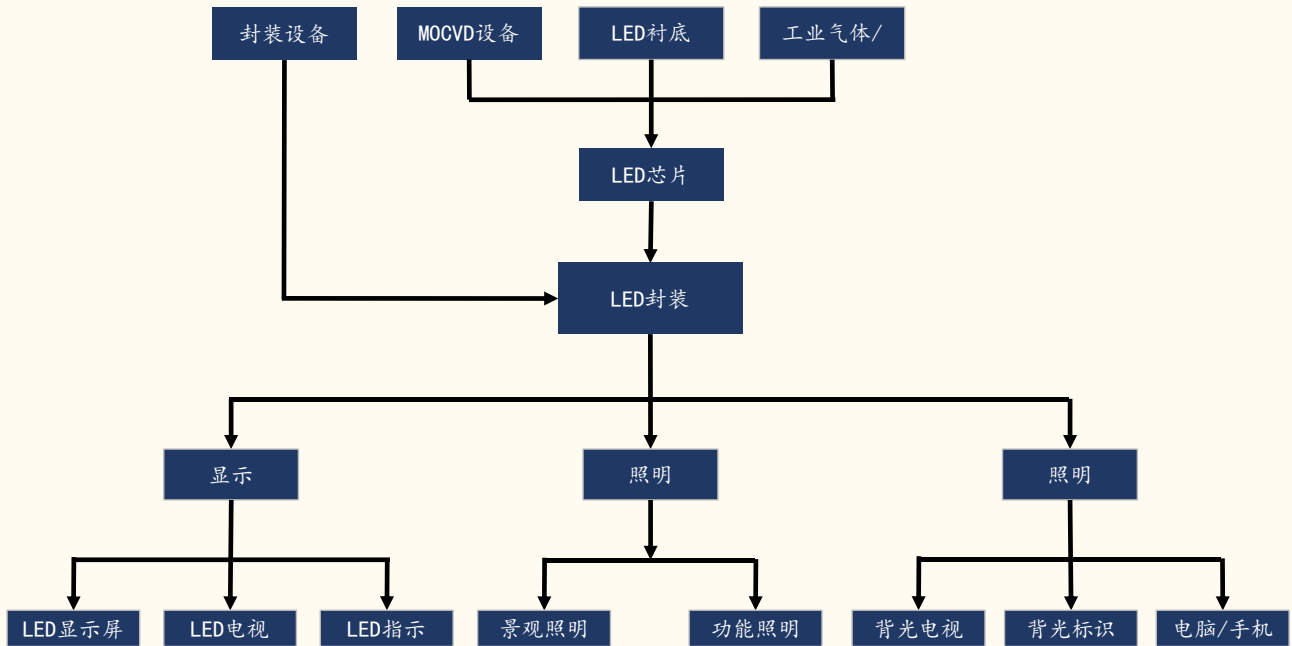 封装设备
MOCVD设备
LED衬底
工业气体/
LED芯片
LED封装
显示
照明
照明
LED显示屏
LED电视
LED指示
景观照明
功能照明
背光电视
背光标识
电脑/手机